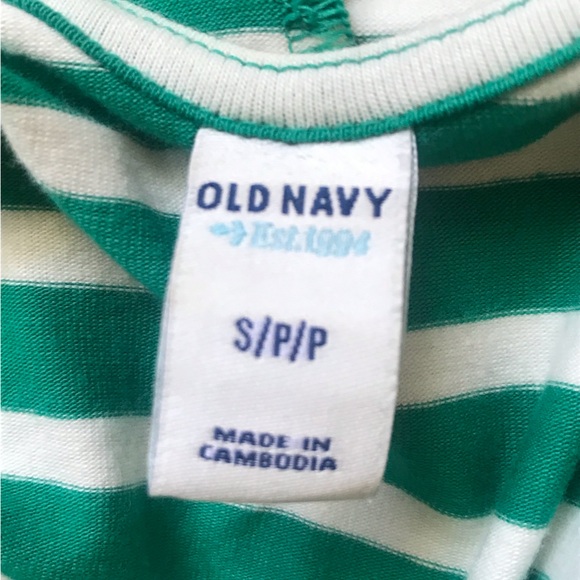 OLD NAVY
Est. 1994
S/P/P
MADE IN
CAMBODIA